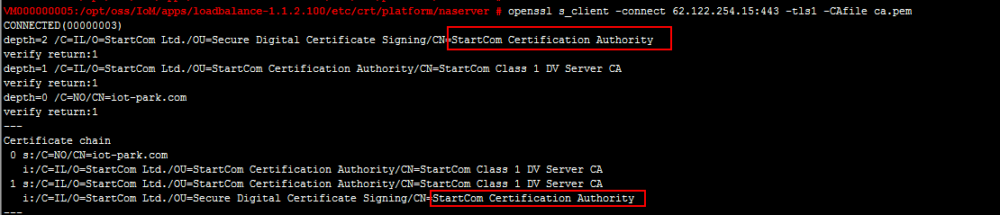 VM000000005:/opt/oss/IoM/apps/loadbalance-1.1.2.100/etc/crt/platform/naserver # openssl s_client -connect 62.122.254.15:443 -tls1 -CAfile ca.pem
CONNECTED(00000003)
depth=2 /C=IL/O=StartCom Ltd./OU=Secure Digital Certificate Signing/CN=StartCom Certification Authority
verify return:1
depth=1 /C=IL/O=StartCom Ltd./OU=StartCom Certification Authority/CN=StartCom Class 1 DV Server CA
verify return:1
depth=0 /C=NO/CN=iot-park.com
verify return:1
---
Certificate chain
 0 s:/C=NO/CN=iot-park.com
   i:/C=IL/O=StartCom Ltd./OU=StartCom Certification Authority/CN=StartCom Class 1 DV Server CA
 1 s:/C=IL/O=StartCom Ltd./OU=StartCom Certification Authority/CN=StartCom Class 1 DV Server CA
   i:/C=IL/O=StartCom Ltd./OU=Secure Digital Certificate Signing/CN=StartCom Certification Authority
---